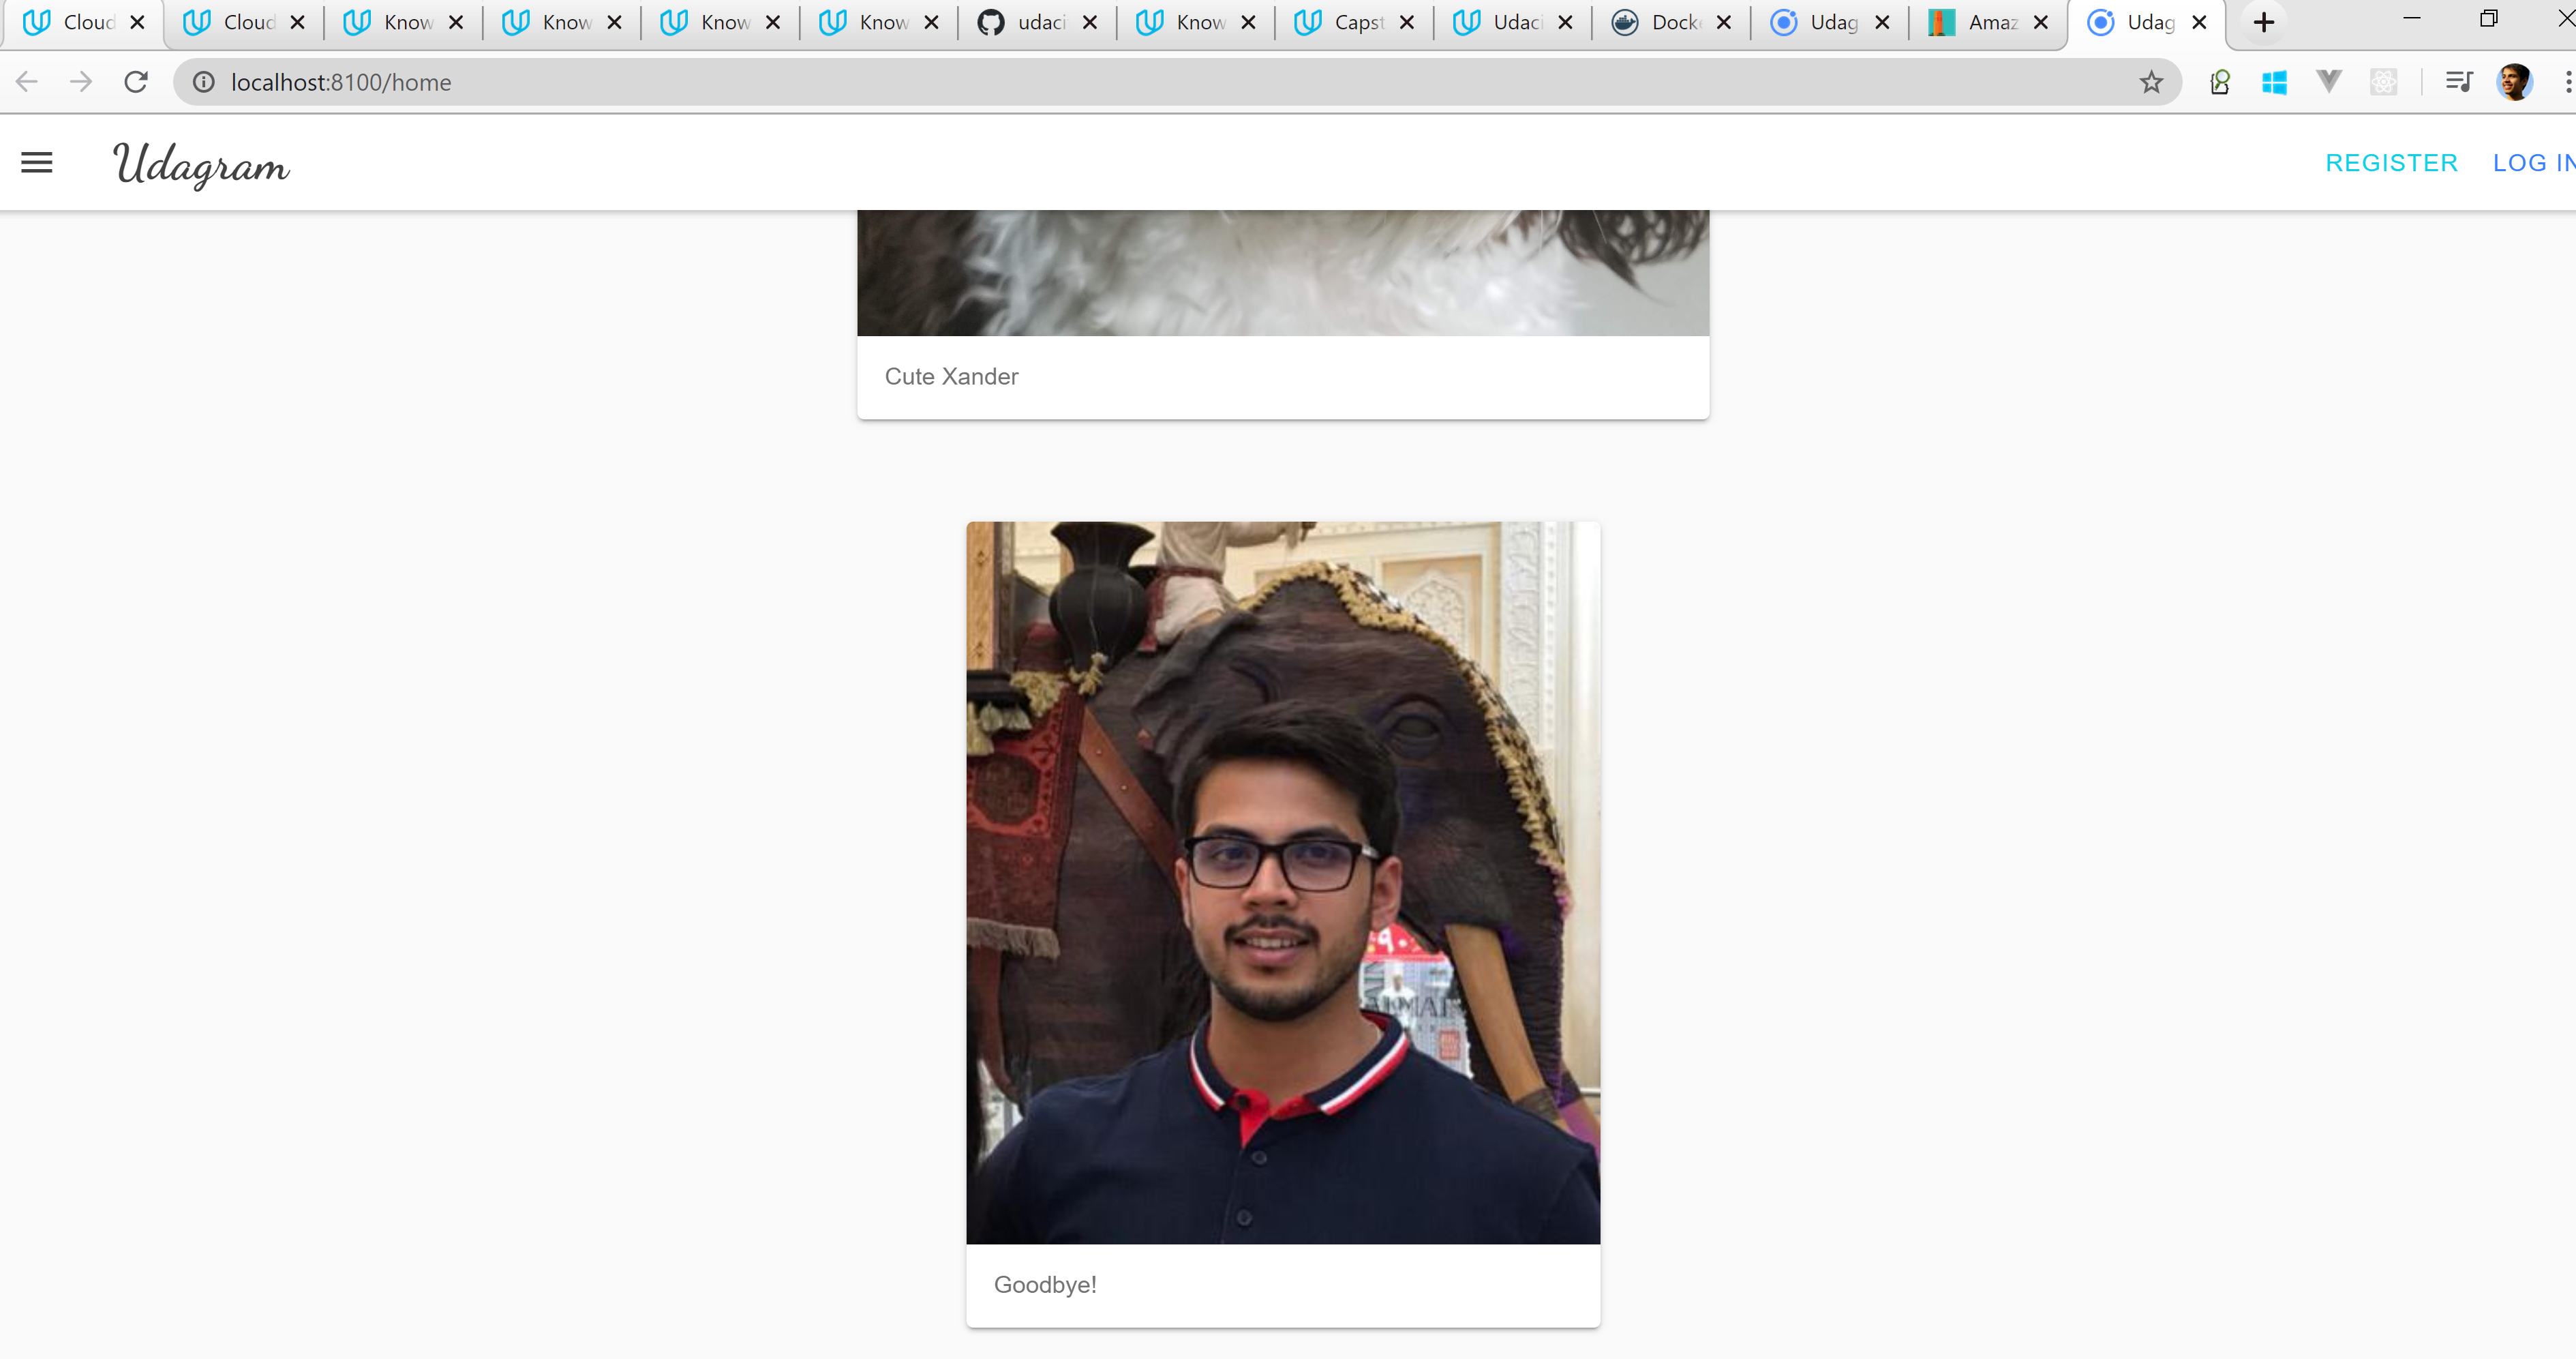 Cloud
Cloud
Know
Know
Know
Know
udaci
Know
Capst
Udaci
Docke
Udag
Amaz
Udag
localhost:8100/home
Udagram
REGISTER
LOG IN
Cute Xander
Goodbye!